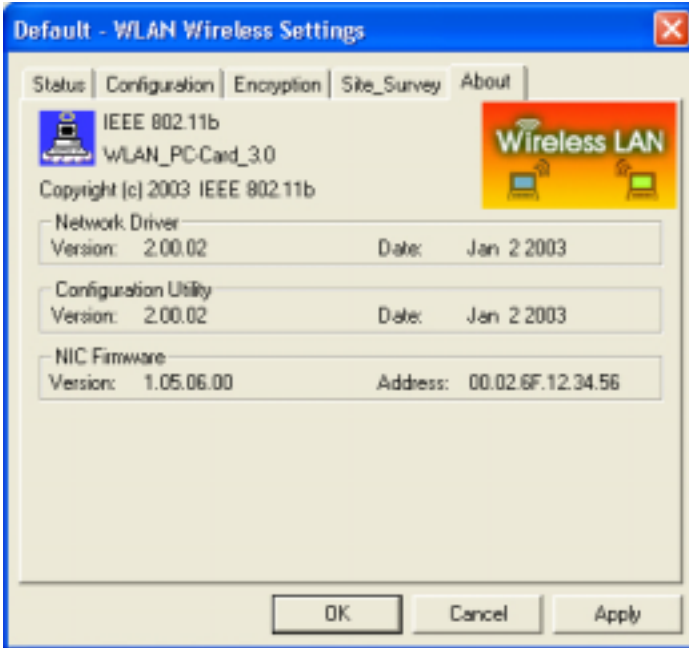 Default - WLAN Wireless Settings
Status Configuration Encryption Site_Survey About
IEEE 802.11b
WLAN_PC-Card_3.0
Wireless LAN
Copyright (c) 2003 IEEE 802.11b
Network Driver
Version: 2.00.02 Date: Jan 2 2003
Configuration Utility
Version: 2.00.02 Date: Jan 2 2003
NIC Firmware
Version: 1.05.06.00 Address: 00.02.6F.12.34.56
OK Cancel Apply